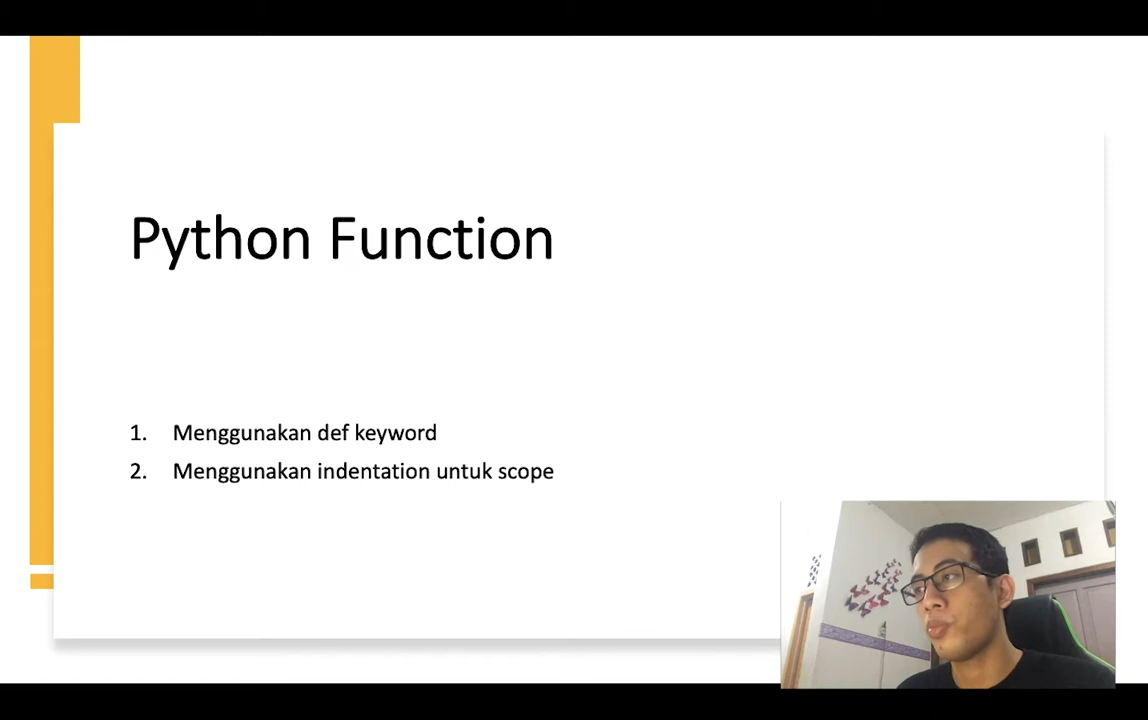 Python Function
1. Menggunakan def keyword
2. Menggunakan indentation untuk scope